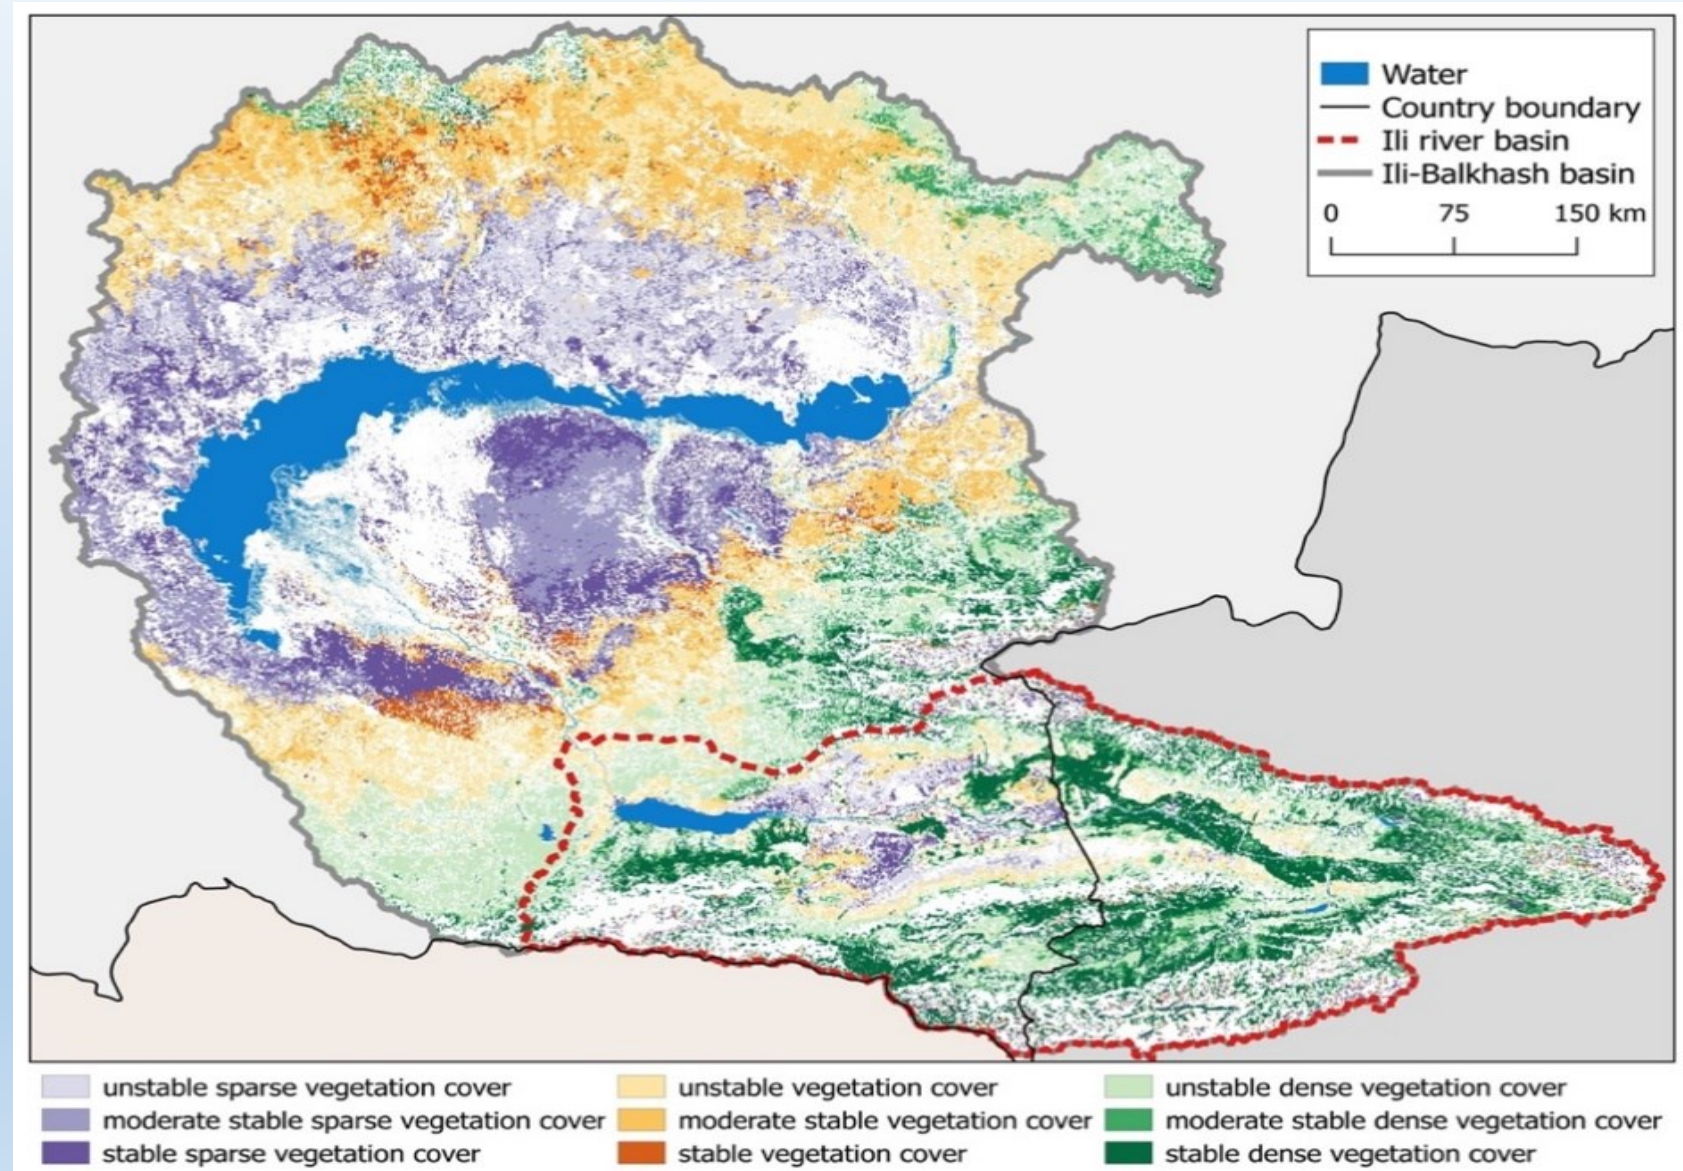 Water
Country boundary
Ili river basin
Ili-Balkhash basin
0 75 150 km
unstable sparse vegetation cover
unstable vegetation cover
unstable dense vegetation cover
moderate stable sparse vegetation cover
moderate stable vegetation cover
moderate stable dense vegetation cover
stable sparse vegetation cover
stable vegetation cover
stable dense vegetation cover